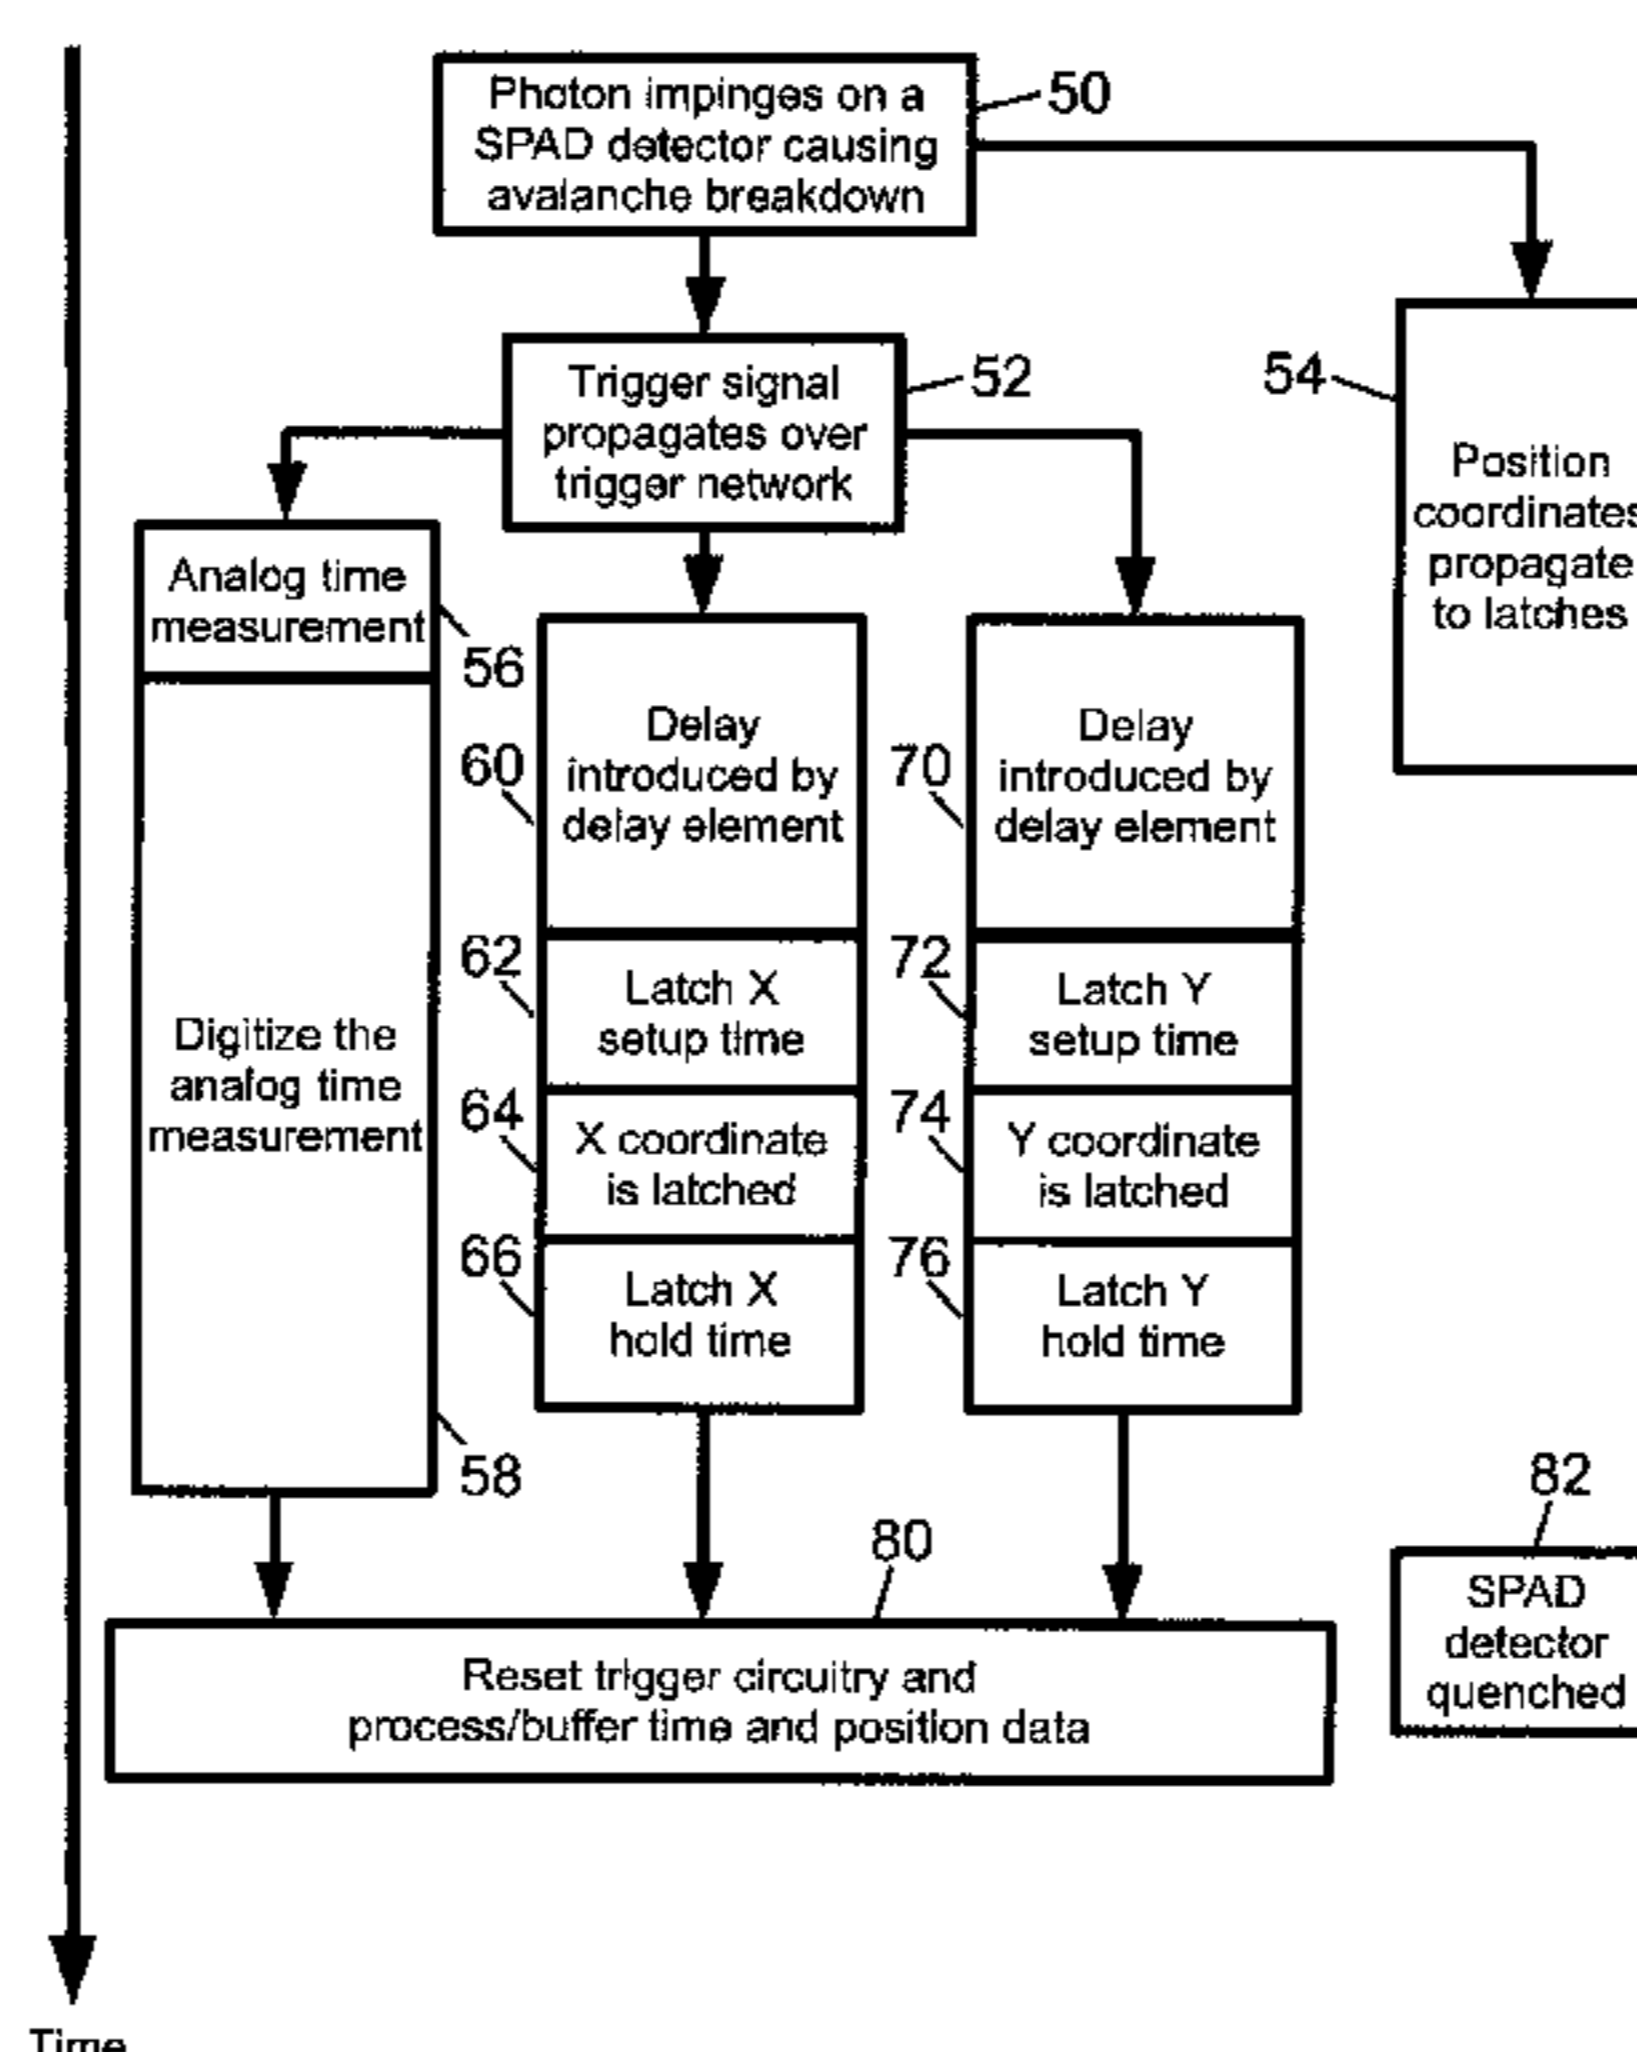 Photon impinges on a
SPAD detector causing
avalanche breakdown
50
Trigger signal
propagates over
trigger network
52
54
Position
coordinates
propagate
to latches
Analog time
measurement
56
Digitize the
analog time
measurement
58
60
Delay
introduced by
delay element
62
Latch X
setup time
64
X coordinate
is latched
66
Latch X
hold time
70
Delay
introduced by
delay element
72
Latch Y
setup time
74
Y coordinate
is latched
76
Latch Y
hold time
80
Reset trigger circuitry and
process/buffer time and position data
82
SPAD
detector
quenched
Time